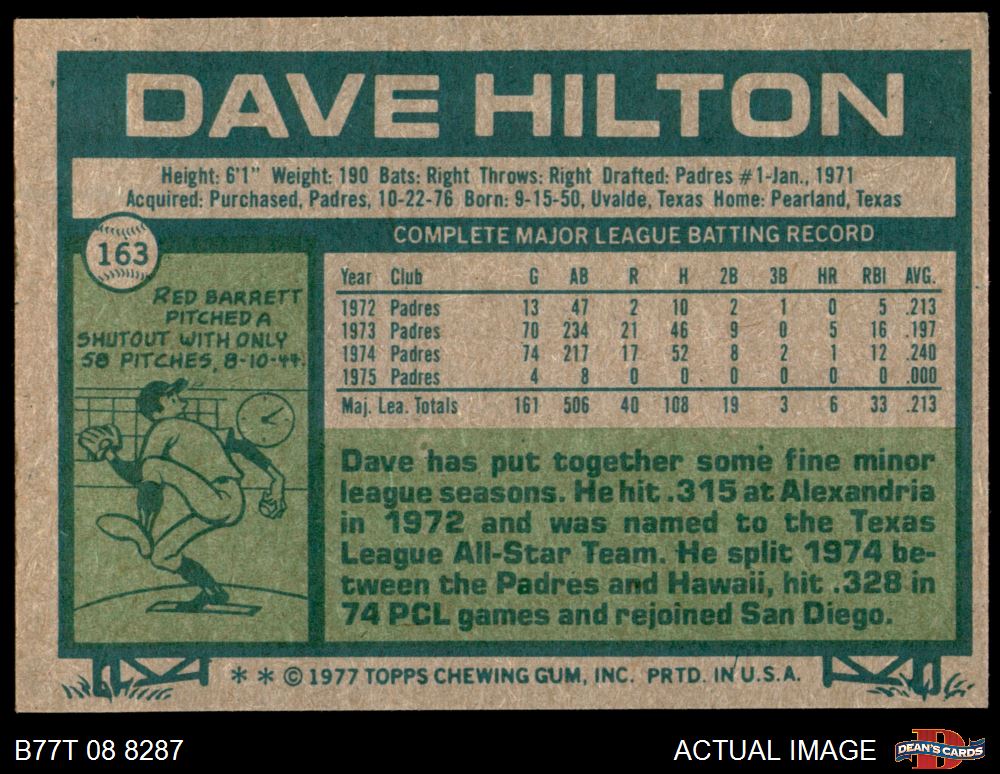 DAVE HILTON
Height: 6'1" Weight: 190 Bats: Right Throws: Right Drafted: Padres #1-Jan., 1971
Acquired: Purchased, Padres, 10-22-76 Born: 9-15-50, Uvalde, Texas Home: Pearland, Texas
163
RED BARRETT
PITCHED A
SHUTOUT WITH ONLY
58 PITCHES, 8-10-44.
COMPLETE MAJOR LEAGUE BATTING RECORD
Year Club G AB R H 2B 3B HR RBI AVG.
1972 Padres 13 47 2 10 2 1 0 5 .213
1973 Padres 70 234 21 46 9 0 5 16 .197
1974 Padres 74 217 17 52 8 2 1 12 .240
1975 Padres 4 8 0 0 0 0 0 0 .000
Maj. Lea. Totals 161 506 40 108 19 3 6 33 .213
Dave has put together some fine minor
league seasons. He hit .315 at Alexandria
in 1972 and was named to the Texas
League All-Star Team. He split 1974 be-
tween the Padres and Hawaii, hit .328 in
74 PCL games and rejoined San Diego.
* * © 1977 TOPPS CHEWING GUM, INC. PRTD. IN U.S.A.
B77T 08 8287
ACTUAL IMAGE
D
DEAN'S CARDS